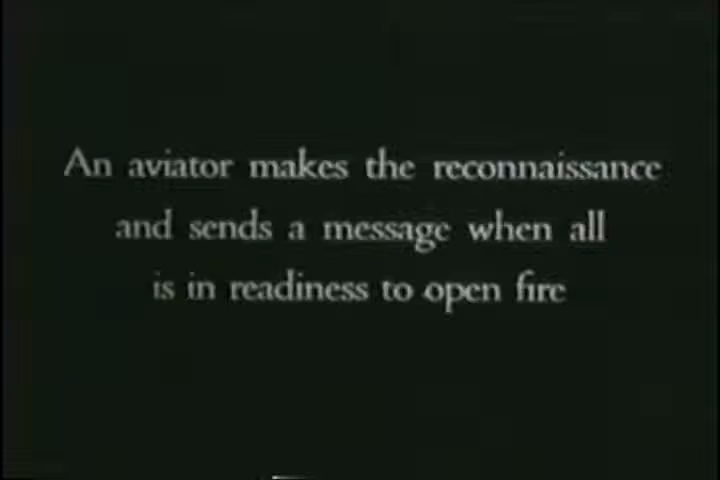 An aviator makes the reconnaissance
and sends a message when all
is in readiness to open fire